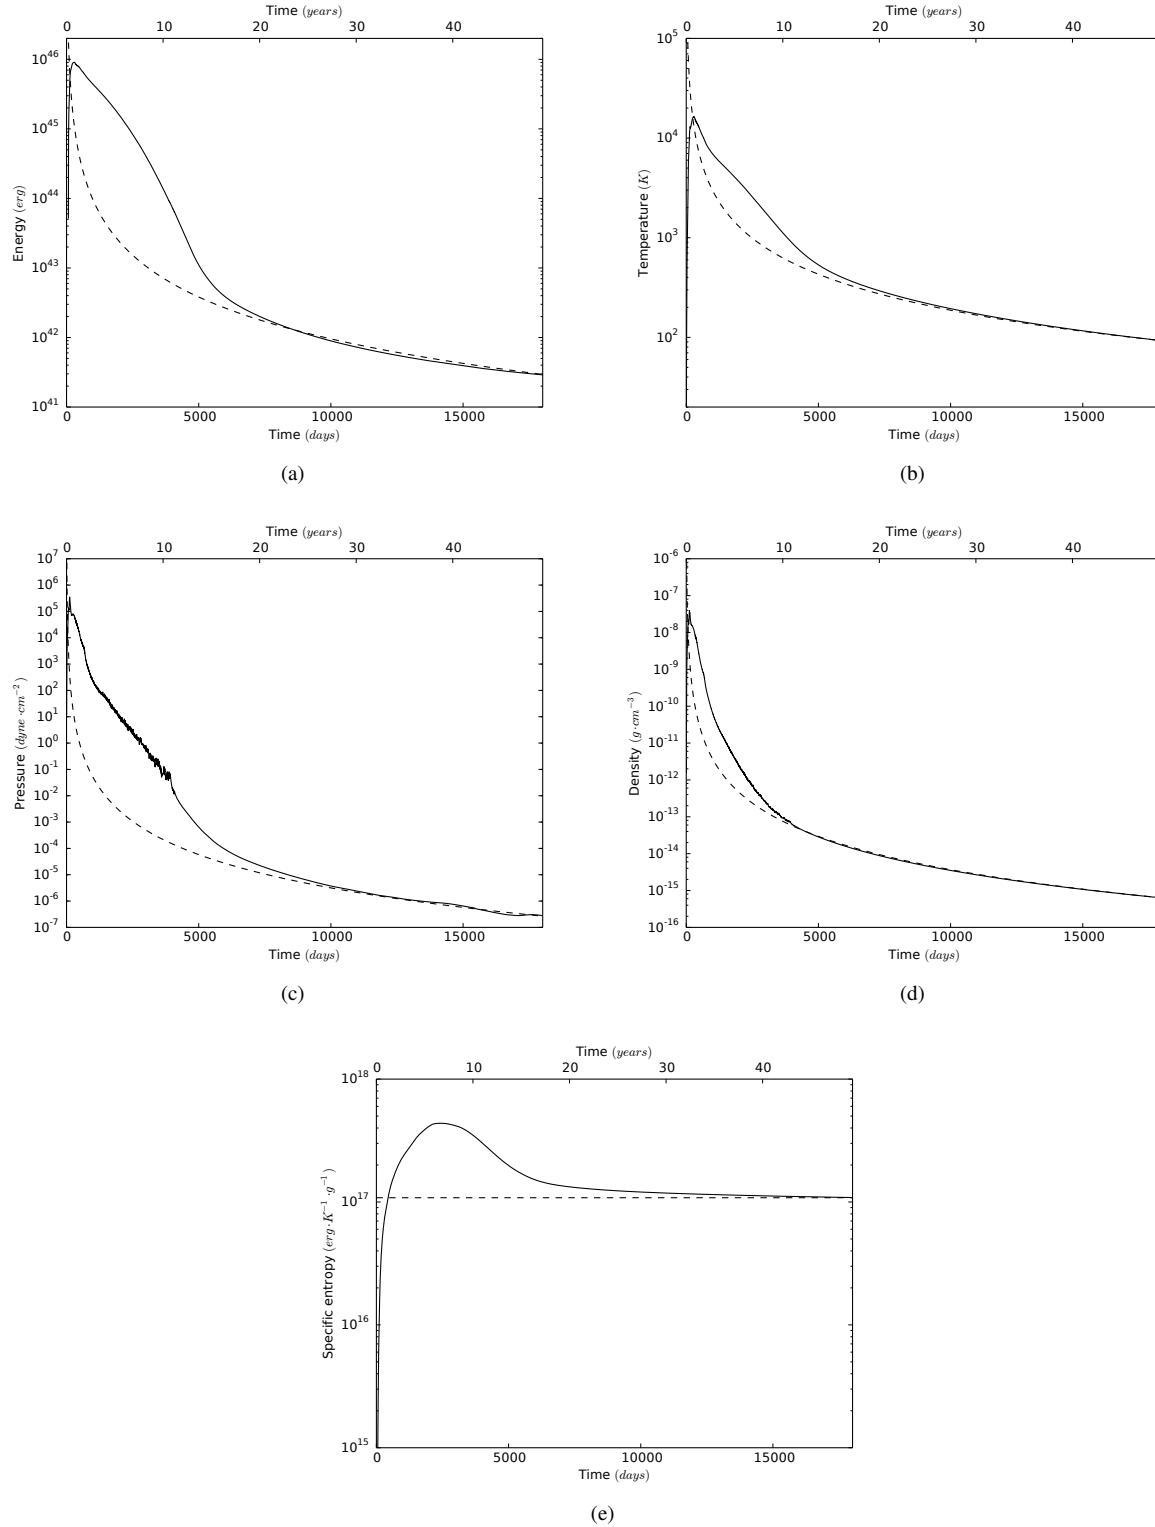 Time (years)
0 10 20 30 40
Energy (erg)
10^46
10^45
10^44
10^43
10^42
10^41
0 5000 10000 15000
Time (days)
(a)
Time (years)
0 10 20 30 40
Temperature (K)
10^5
10^4
10^3
10^2
0 5000 10000 15000
Time (days)
(b)
Time (years)
0 10 20 30 40
Pressure (dyne·cm^−2)
10^7
10^6
10^5
10^4
10^3
10^2
10^1
10^0
10^-1
10^-2
10^-3
10^-4
10^-5
10^-6
10^-7
0 5000 10000 15000
Time (days)
(c)
Time (years)
0 10 20 30 40
Density (g·cm^−3)
10^-6
10^-7
10^-8
10^-9
10^-10
10^-11
10^-12
10^-13
10^-14
10^-15
10^-16
0 5000 10000 15000
Time (days)
(d)
Time (years)
0 10 20 30 40
Specific entropy (erg·K^−1·g^−1)
10^18
10^17
10^16
10^15
0 5000 10000 15000
Time (days)
(e)